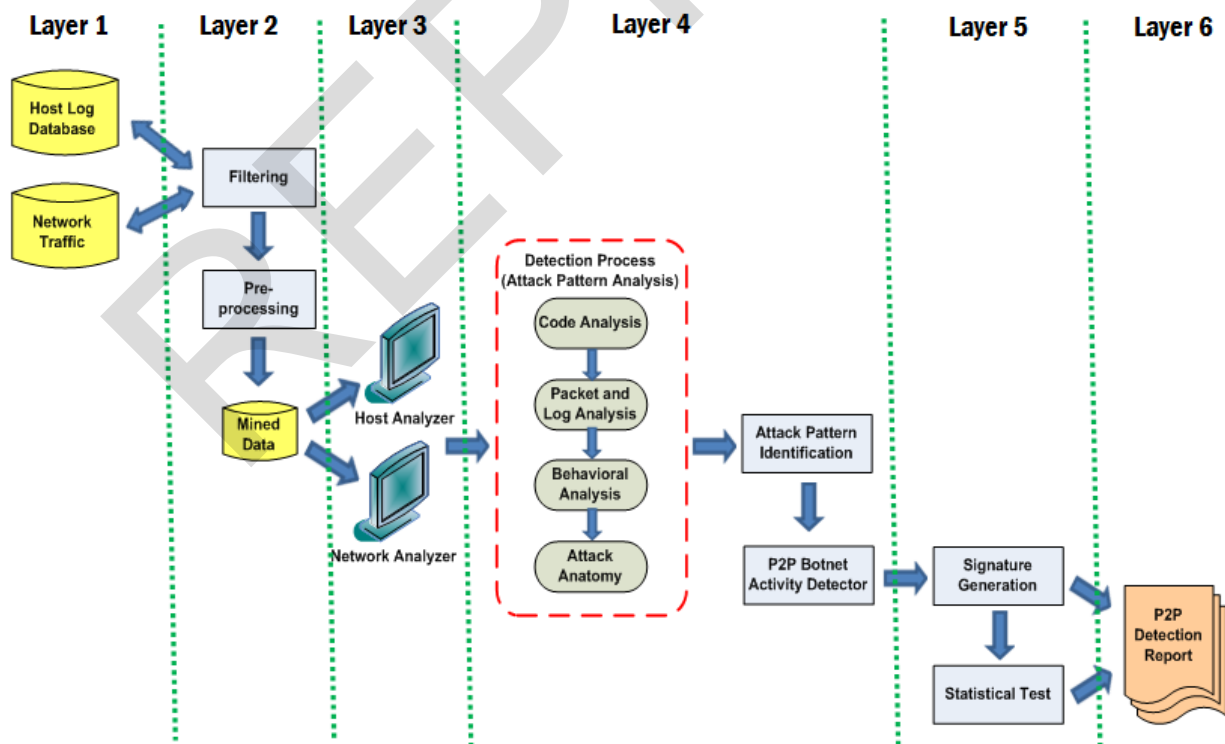 Layer 1
Layer 2
Layer 3
Layer 4
Layer 5
Layer 6
Host Log
Database
Network
Traffic
Filtering
Pre-
processing
Mined
Data
Host Analyzer
Network Analyzer
Detection Process
(Attack Pattern Analysis)
Code Analysis
Packet and
Log Analysis
Behavioral
Analysis
Attack
Anatomy
Attack Pattern
Identification
P2P Botnet
Activity Detector
Signature
Generation
Statistical Test
P2P
Detection
Report